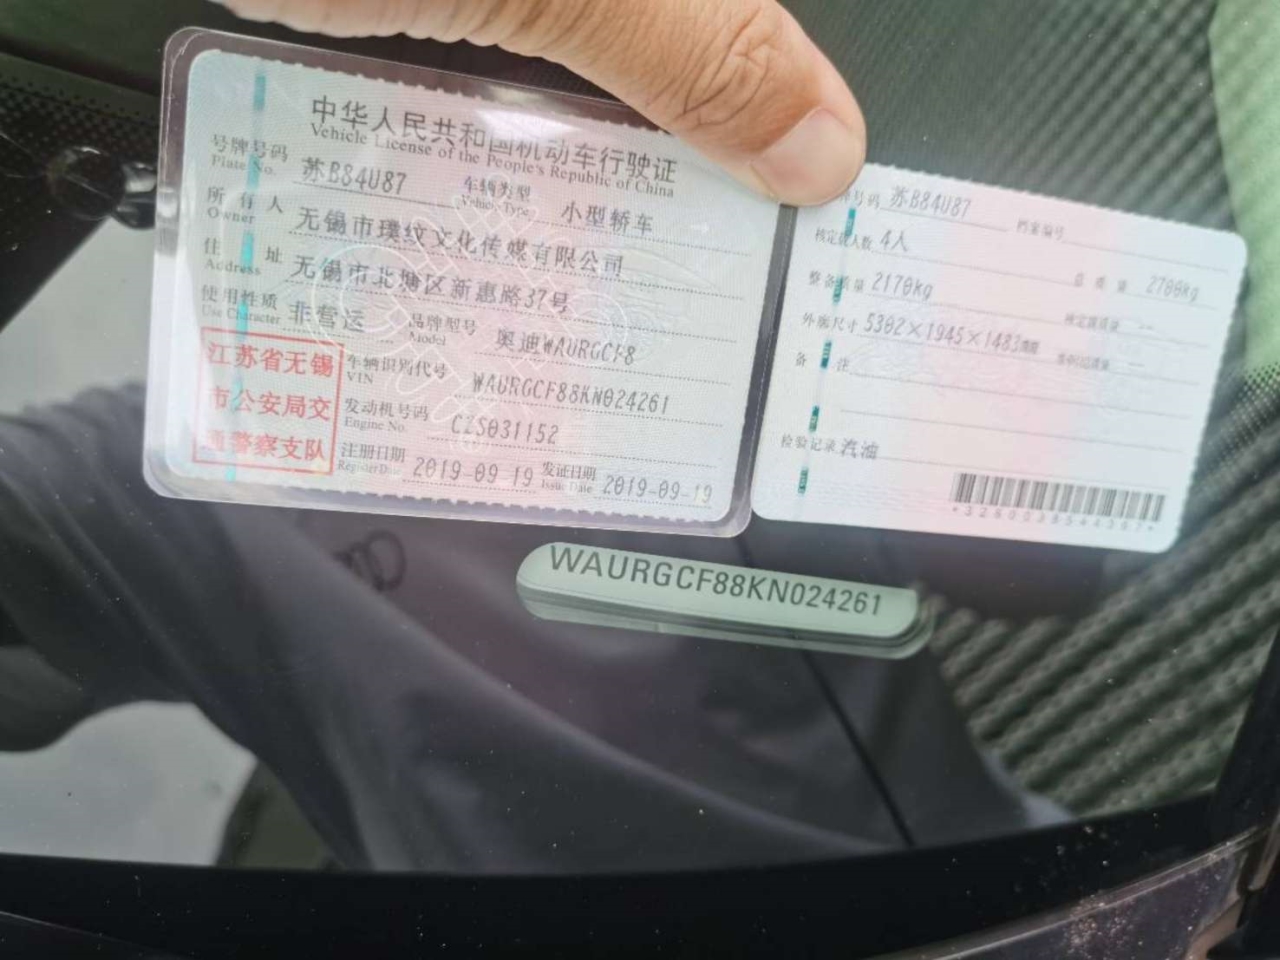 中华人民共和国机动车行驶证
Vehicle License of the People's Republic of China
号牌号码 苏B84U87 车辆类型 小型轿车
Plate No. Vehicle Type
所有人 无锡市璞纹文化传媒有限公司
Owner
住址 无锡市北塘区新惠路37号
Address
使用性质 非营运 品牌型号 奥迪WAURGCF8
Use Character Model
江苏省无锡
市公安局交
通警察支队
车辆识别代号 WAURGCF88KN024261
VIN
发动机号码 CZS031152
Engine No.
注册日期 2019-09-19 发证日期 2019-09-19
Register Date Issue Date
号码 苏B84U87 档案编号
核定载人数 4人 总质量 2700kg
整备质量 2170kg 核定载质量 --
外廓尺寸 5302×1945×1483mm --
备注
检验记录 汽油
WAURGCF88KN024261